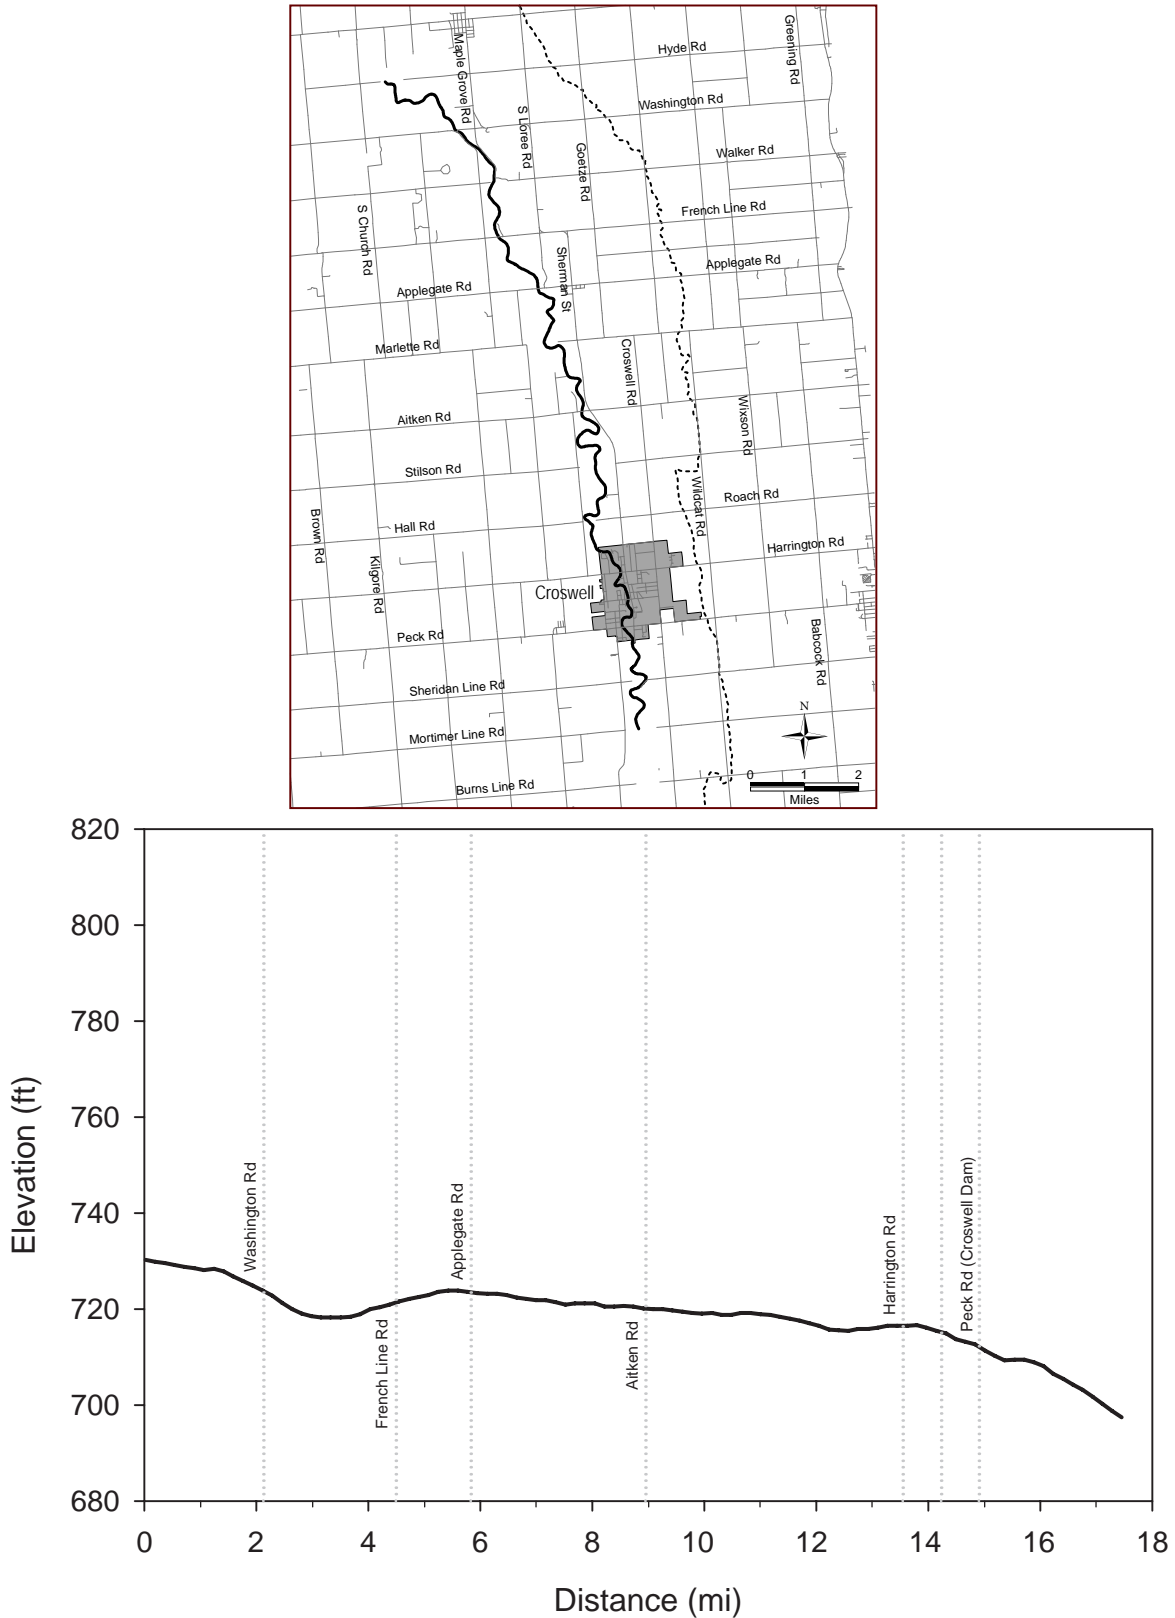 Hyde Rd
Greening Rd
Maple Grove Rd
Washington Rd
S Loree Rd
Goetze Rd
Walker Rd
S Church Rd
French Line Rd
Sherman St
Applegate Rd
Applegate Rd
Marlette Rd
Croswell Rd
Aitken Rd
Wixson Rd
Stilson Rd
Wildcat Rd
Roach Rd
Brown Rd
Hall Rd
Harrington Rd
Kilgore Rd
Croswell
Peck Rd
Babcock Rd
Sheridan Line Rd
N
Mortimer Line Rd
Burns Line Rd
0 1 2
Miles
820
800
780
760
740
720
700
680
Elevation (ft)
Washington Rd
French Line Rd
Applegate Rd
Aitken Rd
Harrington Rd
Peck Rd (Croswell Dam)
0 2 4 6 8 10 12 14 16 18
Distance (mi)